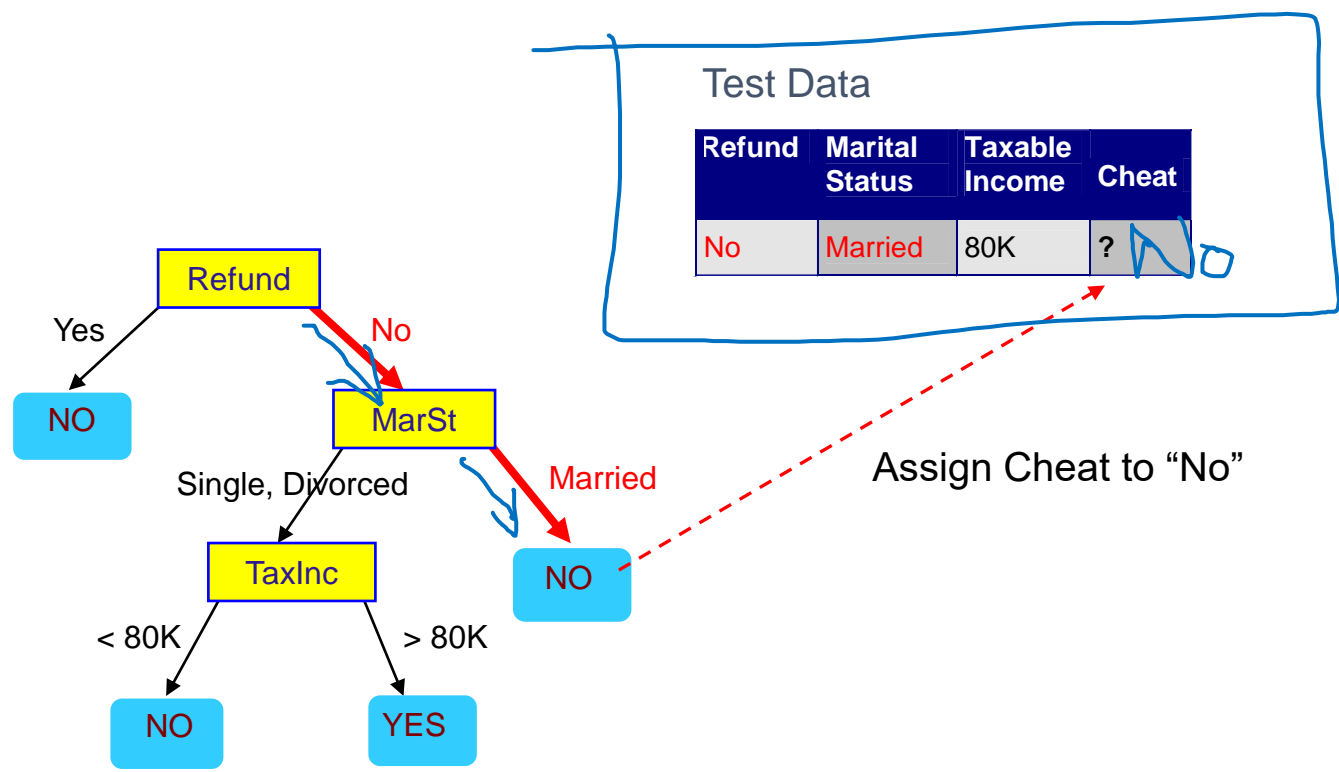 Test Data
Refund Marital Status Taxable Income Cheat
No Married 80K ? No
Refund
Yes No
NO MarSt
Single, Divorced Married
Assign Cheat to “No”
TaxInc NO
< 80K > 80K
NO YES